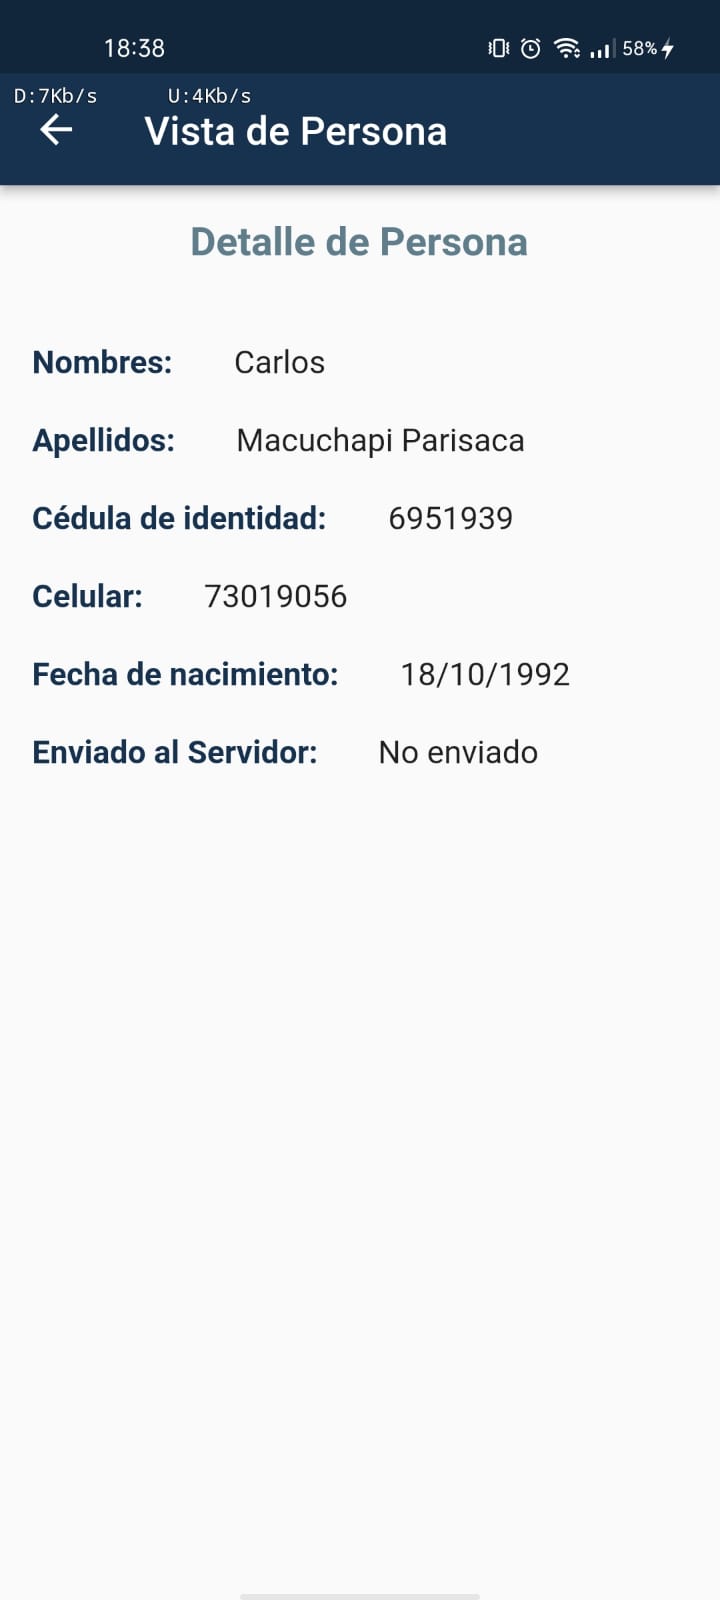 18:38
58%
D:7Kb/s U:4Kb/s
Vista de Persona
Detalle de Persona
Nombres: Carlos
Apellidos: Macuchapi Parisaca
Cédula de identidad: 6951939
Celular: 73019056
Fecha de nacimiento: 18/10/1992
Enviado al Servidor: No enviado